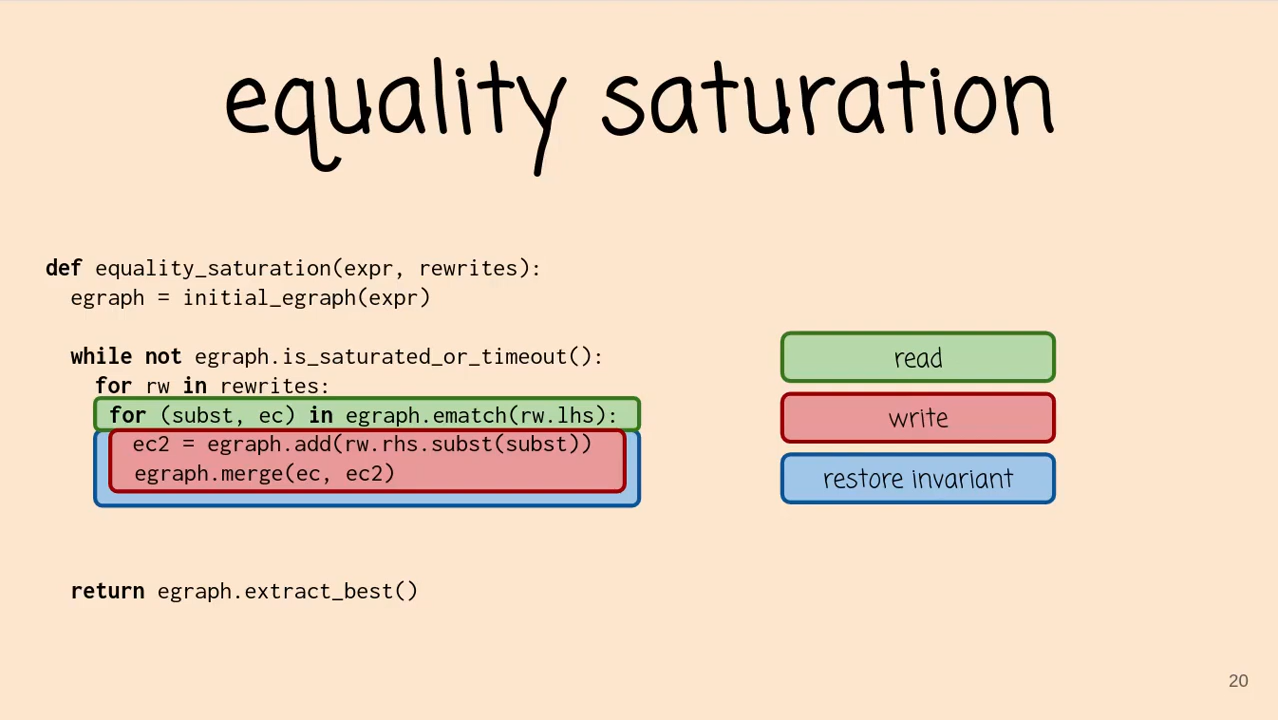 equality saturation
def equality_saturation(expr, rewrites):
egraph = initial_egraph(expr)
while not egraph.is_saturated_or_timeout():
for rw in rewrites:
for (subst, ec) in egraph.ematch(rw.lhs):
ec2 = egraph.add(rw.rhs.subst(subst))
egraph.merge(ec, ec2)
return egraph.extract_best()
read
write
restore invariant
20